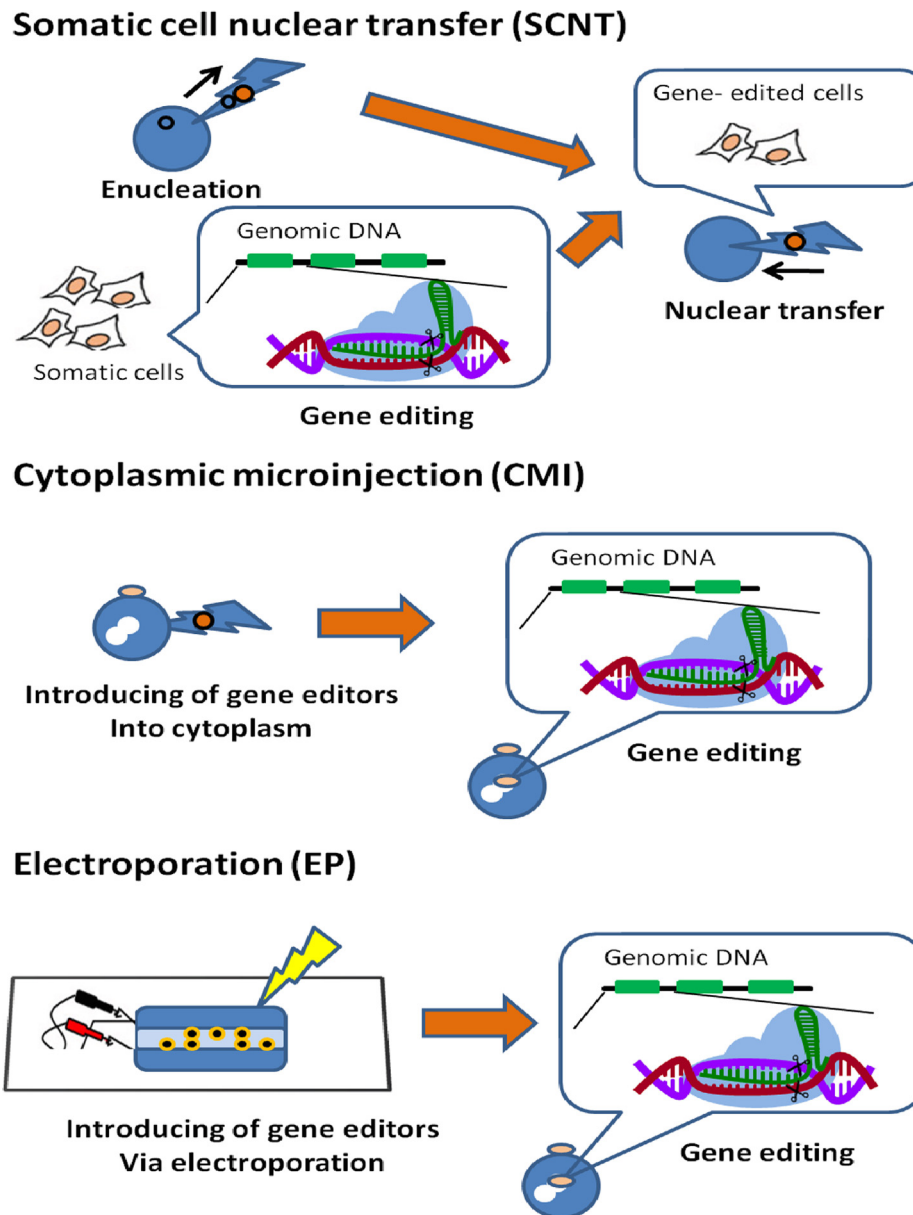 Somatic cell nuclear transfer (SCNT)
Gene- edited cells
Enucleation
Genomic DNA
Nuclear transfer
Somatic cells
Gene editing
Cytoplasmic microinjection (CMI)
Genomic DNA
Introducing of gene editors
Into cytoplasm
Gene editing
Electroporation (EP)
Genomic DNA
Introducing of gene editors
Via electroporation
Gene editing